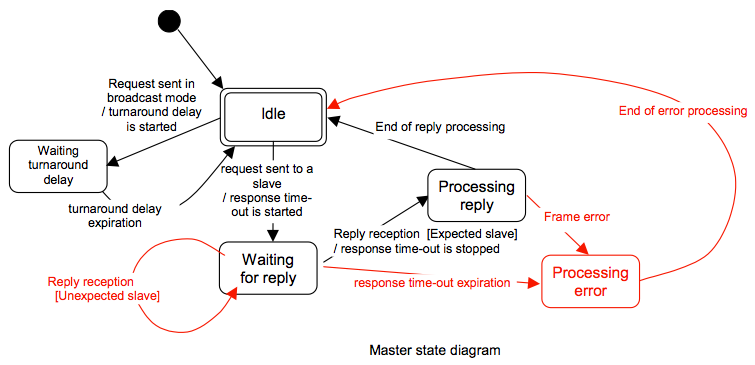 Request sent in
broadcast mode
/ turnaround delay
is started
Idle
End of error processing
End of reply processing
Waiting
turnaround
delay
request sent to a
slave
/ response time-
out is started
Processing
reply
turnaround delay
expiration
Frame error
Reply reception [Expected slave]
/ response time-out is stopped
Waiting
for reply
Processing
error
Reply reception
[Unexpected slave]
response time-out expiration
Master state diagram